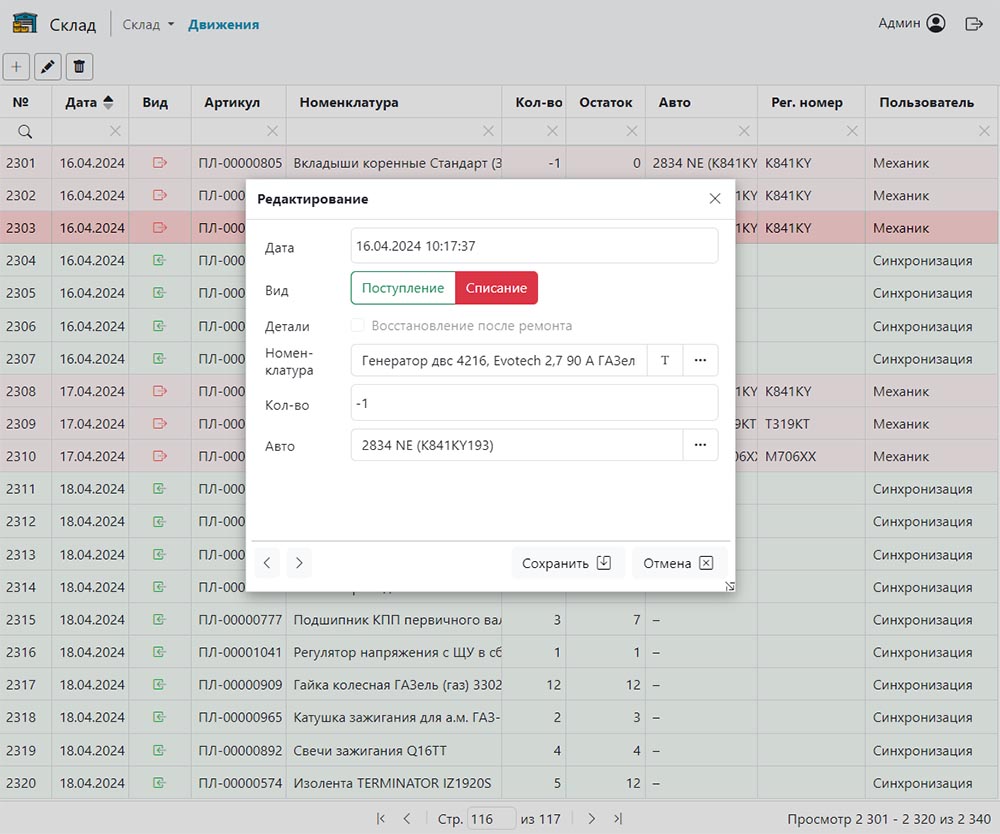 Склад Склад Движения Админ
№ Дата Вид Артикул Номенклатура Кол-во Остаток Авто Рег. номер Пользователь
2301 16.04.2024 ПЛ-00000805 Вкладыши коренные Стандарт (3 -1 0 2834 NE (K841KY K841KY Механик
2302 16.04.2024 ПЛ-000 1KY K841KY Механик
2303 16.04.2024 ПЛ-000 1KY K841KY Механик
2304 16.04.2024 ПЛ-000 Синхронизация
2305 16.04.2024 ПЛ-000 Синхронизация
2306 16.04.2024 ПЛ-000 Синхронизация
2307 16.04.2024 ПЛ-000 Синхронизация
2308 17.04.2024 ПЛ-000 1KY K841KY Механик
2309 17.04.2024 ПЛ-000 9КТ Т319КТ Механик
2310 17.04.2024 ПЛ-000 06ХХ М706ХХ Механик
2311 18.04.2024 ПЛ-000 Синхронизация
2312 18.04.2024 ПЛ-000 Синхронизация
2313 18.04.2024 ПЛ-000 Синхронизация
2314 18.04.2024 ПЛ-000 Синхронизация
2315 18.04.2024 ПЛ-00000777 Подшипник КПП первичного вал 3 7 – Синхронизация
2316 18.04.2024 ПЛ-00001041 Регулятор напряжения с ЩУ в сб 1 1 – Синхронизация
2317 18.04.2024 ПЛ-00000909 Гайка колесная ГАЗель (газ) 3302 12 12 – Синхронизация
2318 18.04.2024 ПЛ-00000965 Катушка зажигания для а.м. ГАЗ- 2 3 – Синхронизация
2319 18.04.2024 ПЛ-00000892 Свечи зажигания Q16TT 4 4 – Синхронизация
2320 18.04.2024 ПЛ-00000574 Изолента TERMINATOR IZ1920S 5 12 – Синхронизация
Редактирование
Дата 16.04.2024 10:17:37
Вид Поступление Списание
Детали Восстановление после ремонта
Номен-
клатура Генератор двс 4216, Evotech 2,7 90 А ГАЗел T ...
Кол-во -1
Авто 2834 NE (K841KY193) ...
Сохранить Отмена
Стр. 116 из 117 Просмотр 2 301 - 2 320 из 2 340